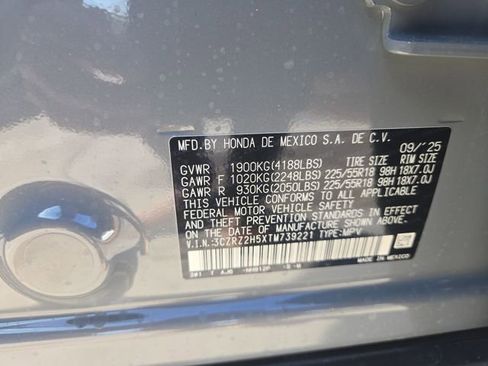 MFD.BY HONDA DE MEXICO S.A. DE C.V. 09/'25
GVWR 1900KG(4188LBS) TIRE SIZE RIM SIZE
GAWR F 1020KG(2248LBS) 225/55R18 98H 18X7.0J
GAWR R 930KG(2050LBS) 225/55R18 98H 18X7.0J
THIS VEHICLE CONFORMS TO ALL APPLICABLE
FEDERAL MOTOR VEHICLE SAFETY, BUMPER,
AND THEFT PREVENTION STANDARDS IN EFFECT ON
THE DATE OF MANUFACTURE SHOWN ABOVE.
V.I.N.:3CZRZ2H5XTM739221 TYPE:MPV
MADE IN MEXICO